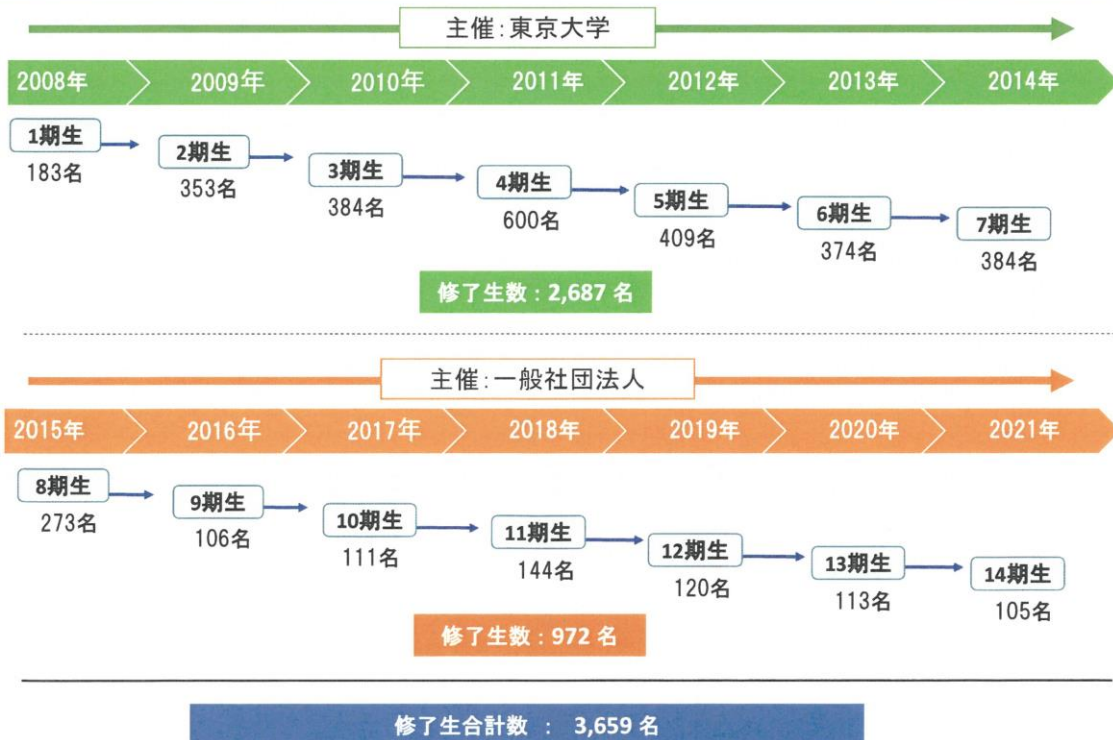 主催:東京大学
2008年 2009年 2010年 2011年 2012年 2013年 2014年
1期生 2期生 3期生 4期生 5期生 6期生 7期生
183名 353名 384名 600名 409名 374名 384名
修了生数:2,687 名
主催:一般社団法人
2015年 2016年 2017年 2018年 2019年 2020年 2021年
8期生 9期生 10期生 11期生 12期生 13期生 14期生
273名 106名 111名 144名 120名 113名 105名
修了生数:972 名
修了生合計数 : 3,659 名